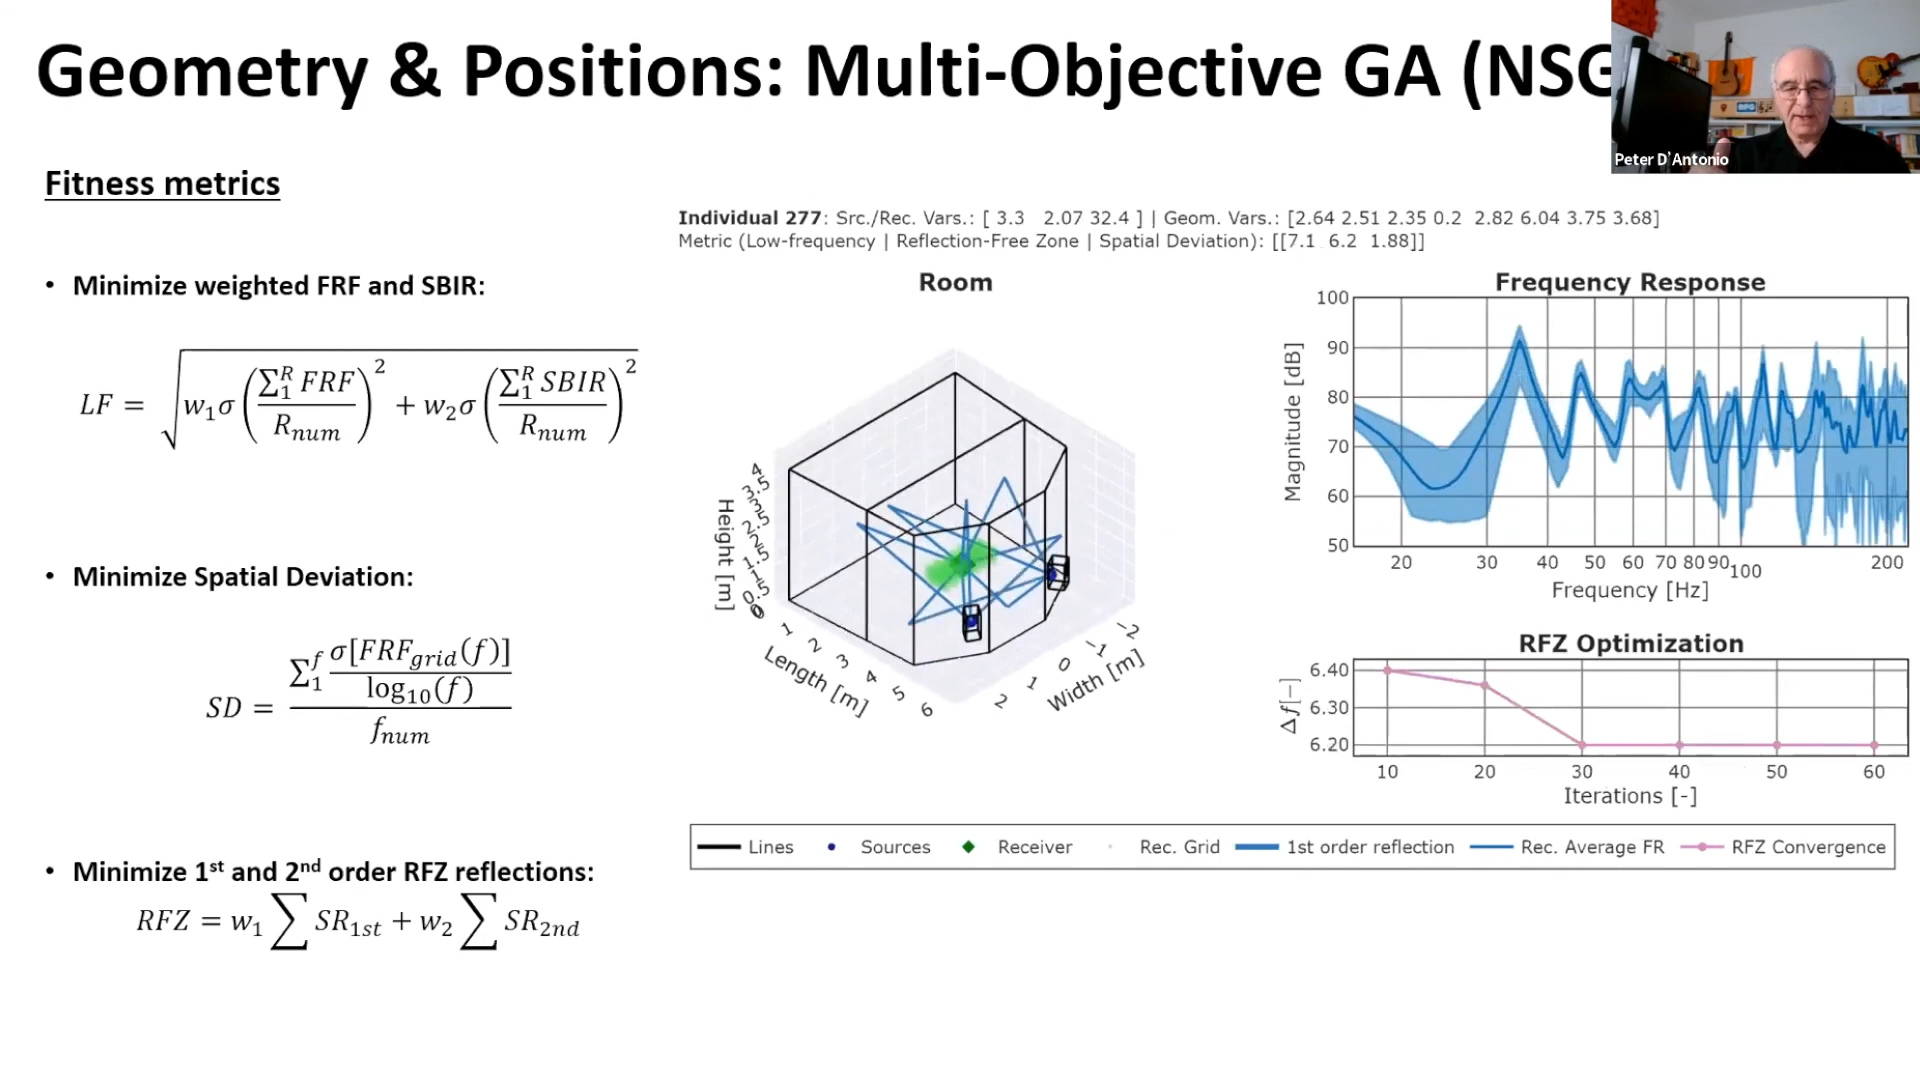 Geometry & Positions: Multi-Objective GA (NSG
Peter D'Antonio
Fitness metrics
• Minimize weighted FRF and SBIR:
LF = √(w₁σ(Σ₁ᴿ FRF / R_num)² + w₂σ(Σ₁ᴿ SBIR / R_num)²)
• Minimize Spatial Deviation:
SD = (Σ₁ᶠ σ[FRF_grid(f)] / log₁₀(f)) / f_num
• Minimize 1st and 2nd order RFZ reflections:
RFZ = w₁ ∑ SR_1st + w₂ ∑ SR_2nd
Individual 277: Src./Rec. Vars.: [ 3.3 2.07 32.4 ] | Geom. Vars.: [2.64 2.51 2.35 0.2 2.82 6.04 3.75 3.68]
Metric (Low-frequency | Reflection-Free Zone | Spatial Deviation): [[7.1 6.2 1.88]]
Room
4
3.5
3
2.5
2
1.5
1
0.5
0
Height [m]
0 1 2 3 4 5 6
Length [m]
2 1 0 −1 −2
Width [m]
Frequency Response
100
90
80
70
60
50
Magnitude [dB]
20 30 40 50 60 70 80 90 100 200
Frequency [Hz]
RFZ Optimization
6.40
6.30
6.20
Δf[−]
10 20 30 40 50 60
Iterations [-]
Lines Sources Receiver Rec. Grid 1st order reflection Rec. Average FR RFZ Convergence